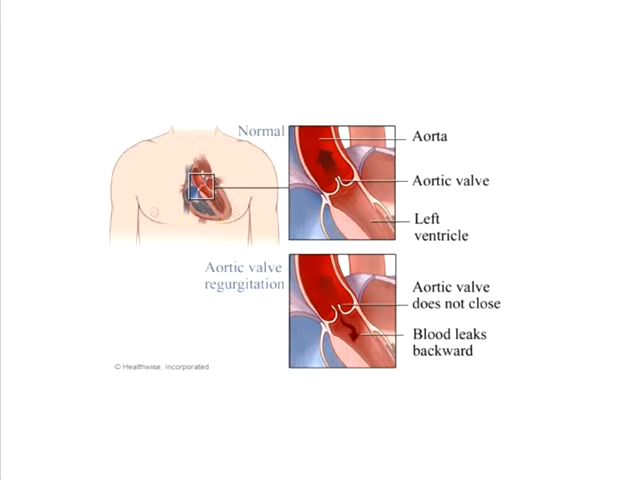 Normal
Aorta
Aortic valve
Left
ventricle
Aortic valve
regurgitation
Aortic valve
does not close
Blood leaks
backward
© Healthwise, Incorporated